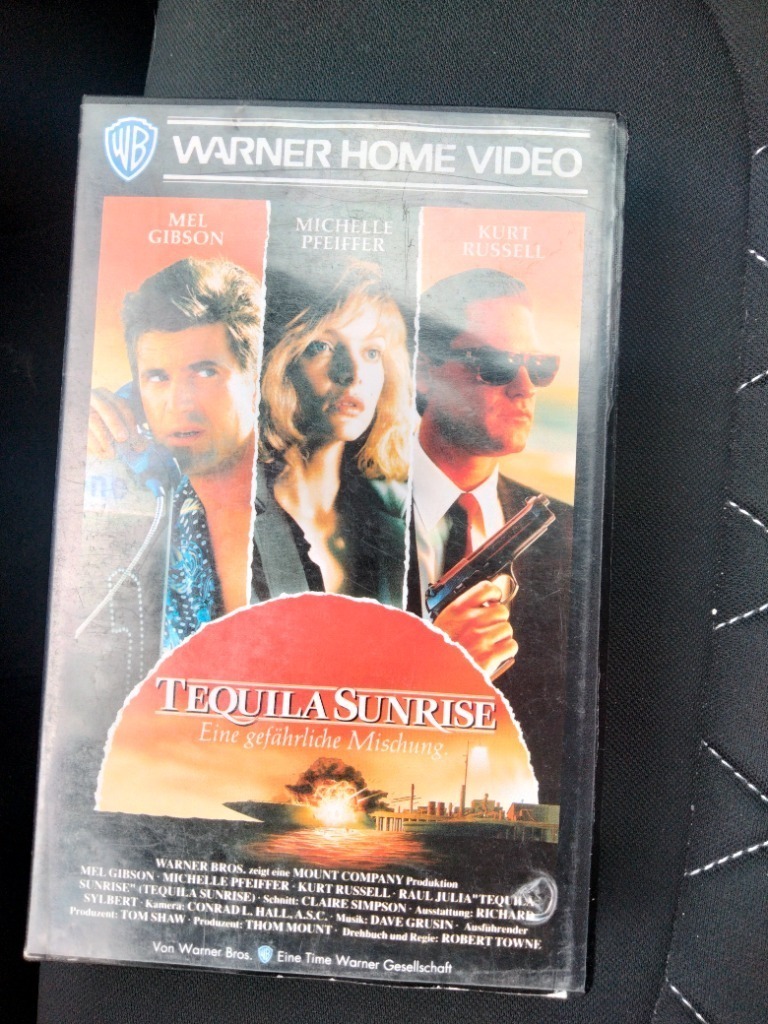 WB WARNER HOME VIDEO
MEL
GIBSON
MICHELLE
PFEIFFER
KURT
RUSSELL
TEQUILA SUNRISE
Eine gefährliche Mischung.
WARNER BROS. zeigt eine MOUNT COMPANY Produktion
MEL GIBSON · MICHELLE PFEIFFER · KURT RUSSELL · RAUL JULIA "TEQUILA
SUNRISE" (TEQUILA SUNRISE) · Schnitt: CLAIRE SIMPSON · Ausstattung: RICHARD
SYLBERT · Kamera: CONRAD L. HALL, A.S.C. · Musik: DAVE GRUSIN · Ausführender
Produzent: TOM SHAW · Produzent: THOM MOUNT · Drehbuch und Regie: ROBERT TOWNE
Von Warner Bros. WB Eine Time Warner Gesellschaft